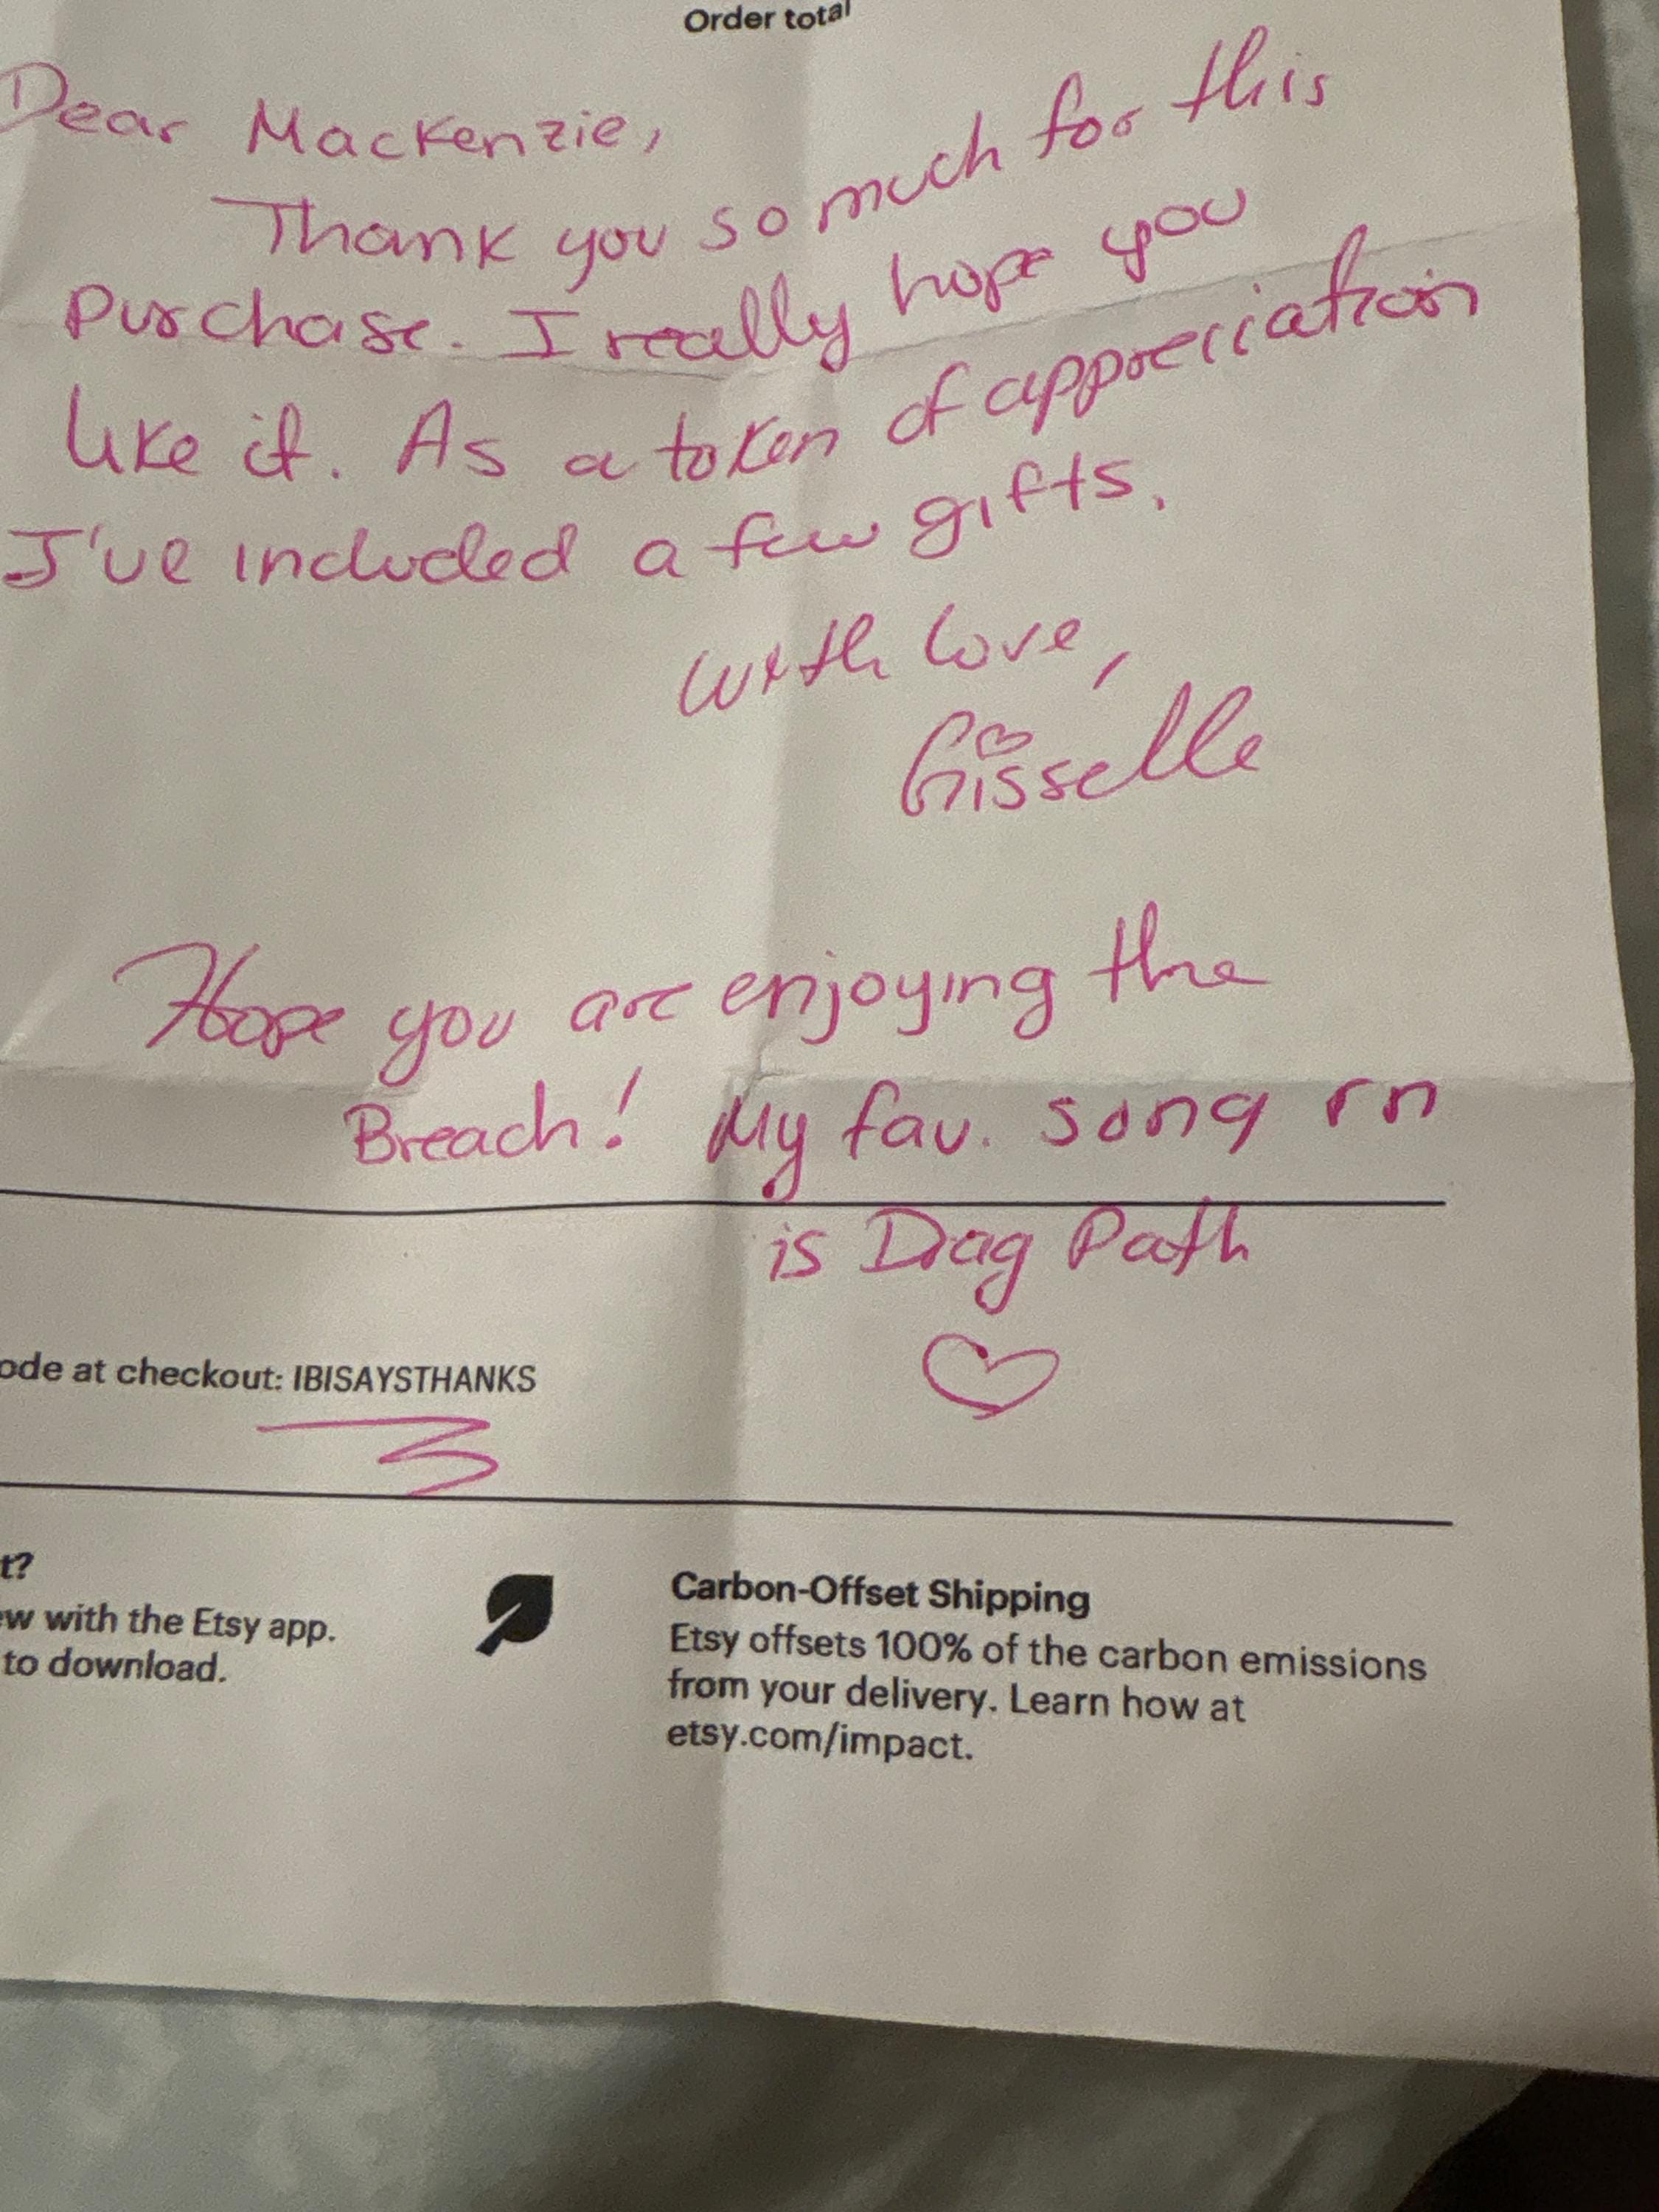 Order total
Dear Mackenzie,
Thank you so much for this
purchase. I really hope you
like it. As a token of appreciation
I've included a few gifts.
with love,
Gisselle
Hope you are enjoying the
Breach! My fav. song rn
is Drag Path
ode at checkout: IBISAYSTHANKS
t?
ew with the Etsy app.
to download.
Carbon-Offset Shipping
Etsy offsets 100% of the carbon emissions
from your delivery. Learn how at
etsy.com/impact.